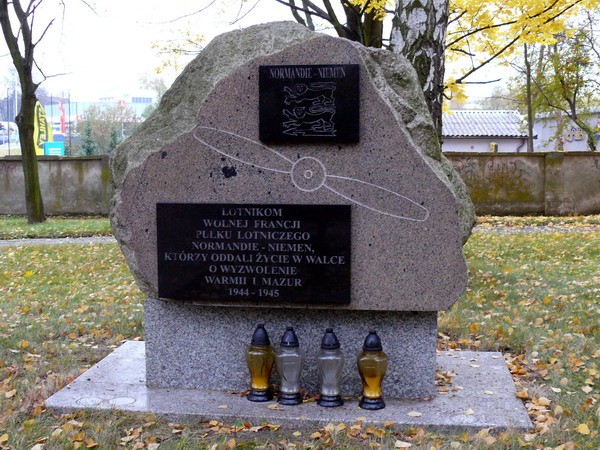 NORMANDIE - NIEMEN
LOTNIKOM
WOLNEJ FRANCJI
PUŁKU LOTNICZEGO
NORMANDIE - NIEMEN,
KTÓRZY ODDALI ŻYCIE W WALCE
O WYZWOLENIE
WARMII I MAZUR
1944 - 1945